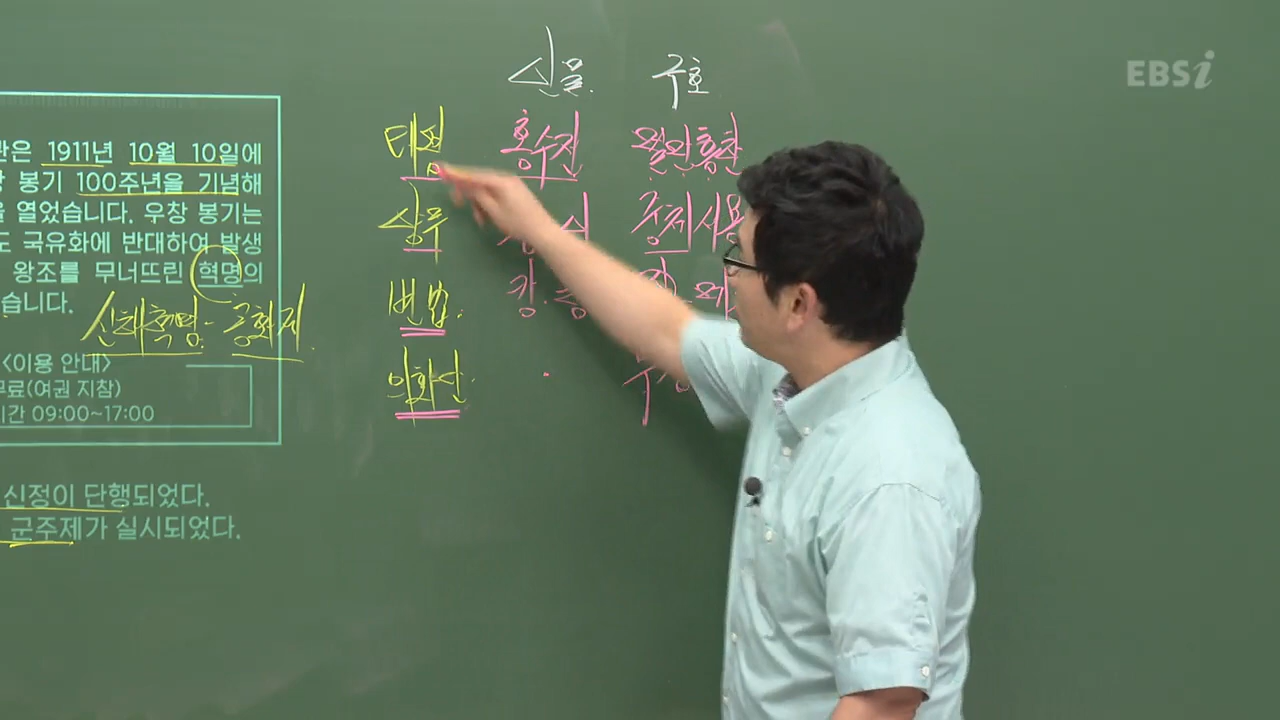 인물. 구호
EBSi
관은 1911년 10월 10일에
봉기 100주년을 기념해
열었습니다. 우창 봉기는
도 국유화에 반대하여 발생
왕조를 무너뜨린 혁명의
습니다.
신해혁명 - 공화제.
<이용 안내>
무료(여권 지참)
시간 09:00~17:00
신정이 단행되었다.
군주제가 실시되었다.
태평 홍수전 멸만흥한
양무 중체서용
변법. 캉.
의화단.